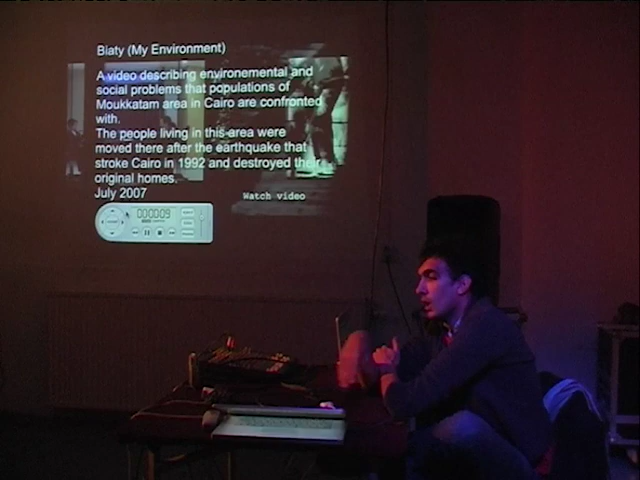 Biaty (My Environment)
A video describing environemental and
social problems that populations of
Moukkatam area in Cairo are confronted
with.
The people living in this area were
moved there after the earthquake that
stroke Cairo in 1992 and destroyed their
original homes.
July 2007
Watch video
000009